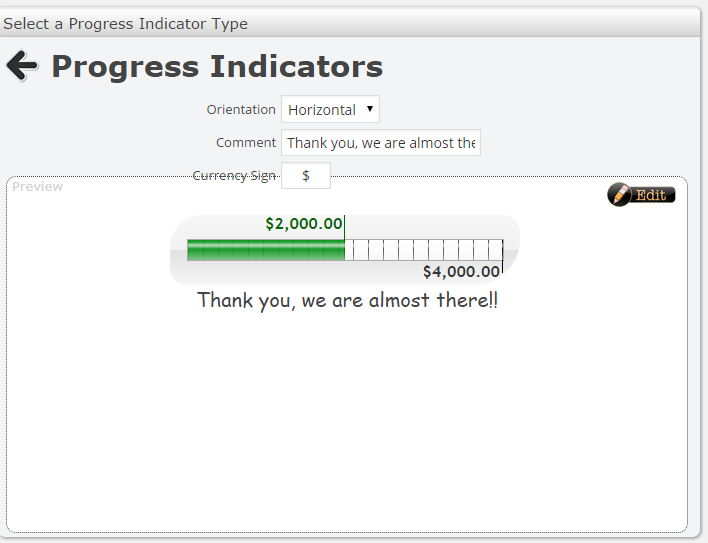 Select a Progress Indicator Type
Progress Indicators
Orientation Horizontal
Comment Thank you, we are almost the
Currency Sign $
Preview
Edit
$2,000.00
$4,000.00
Thank you, we are almost there!!